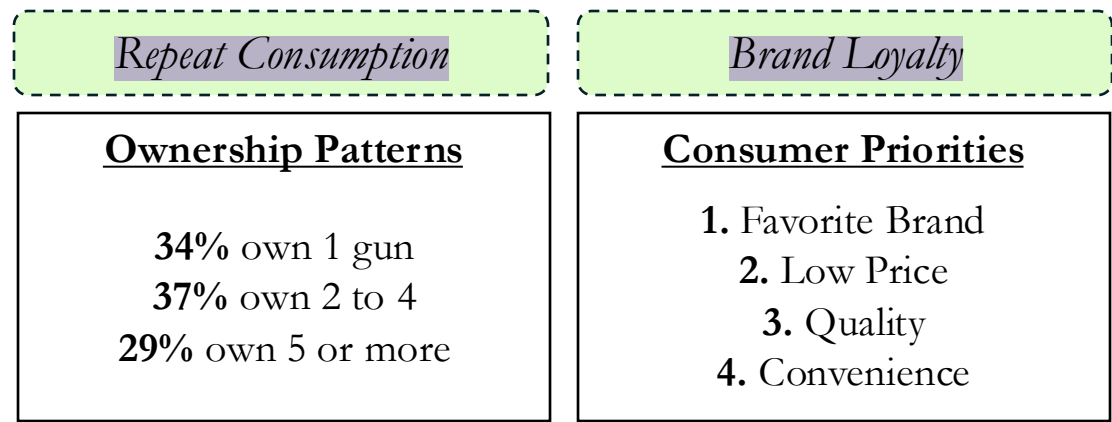 Repeat Consumption
Ownership Patterns
34% own 1 gun
37% own 2 to 4
29% own 5 or more
Brand Loyalty
Consumer Priorities
1. Favorite Brand
2. Low Price
3. Quality
4. Convenience